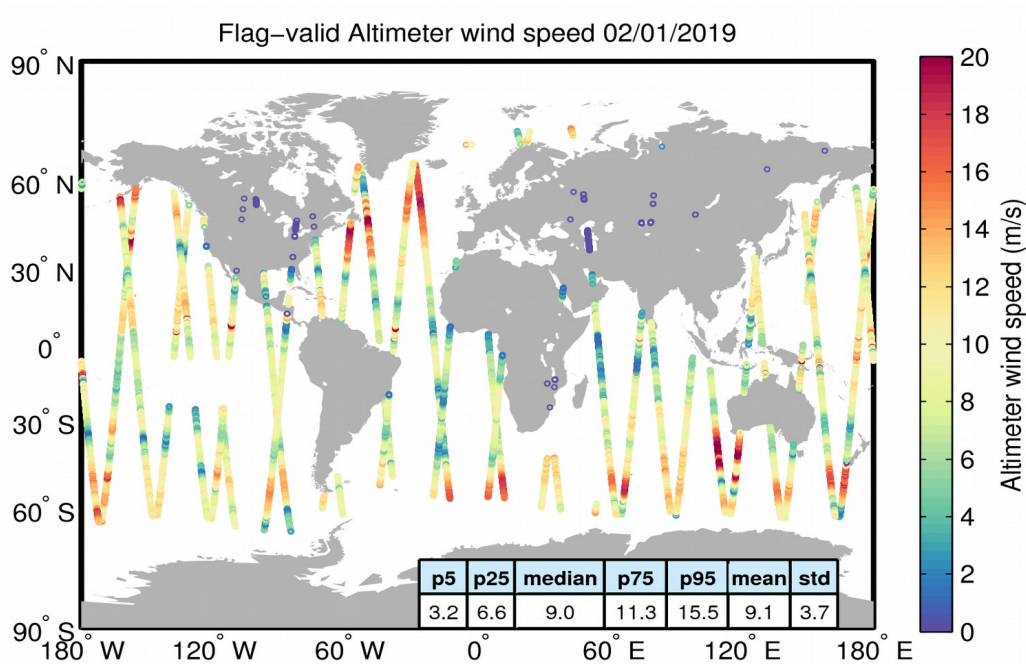 Flag-valid Altimeter wind speed 02/01/2019
90° N
60° N
30° N
0°
30° S
60° S
90° S
180° W
120° W
60° W
0°
60° E
120° E
180° E
p5 p25 median p75 p95 mean std
3.2 6.6 9.0 11.3 15.5 9.1 3.7
20
18
16
14
12
10
8
6
4
2
0
Altimeter wind speed (m/s)